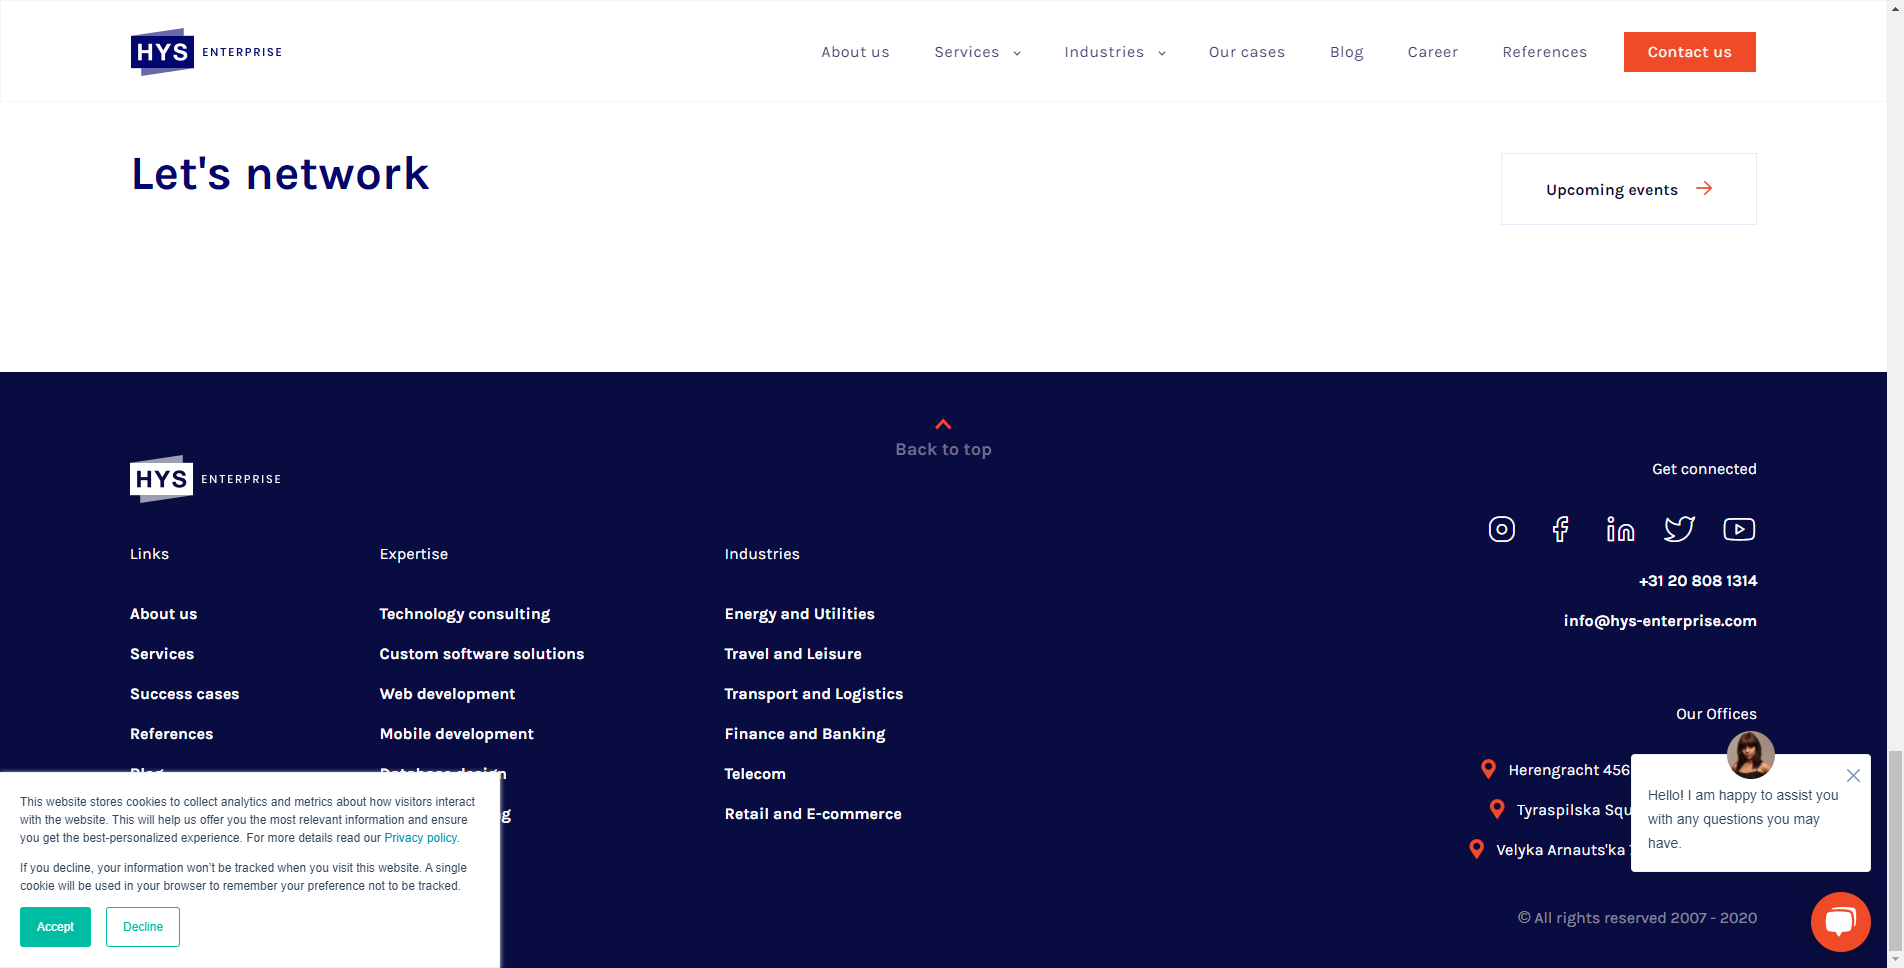 HYS ENTERPRISE
About us
Services
Industries
Our cases
Blog
Career
References
Contact us
Let's network
Upcoming events
Back to top
HYS ENTERPRISE
Links
About us
Services
Success cases
References
Expertise
Technology consulting
Custom software solutions
Web development
Mobile development
Database design
Industries
Energy and Utilities
Travel and Leisure
Transport and Logistics
Finance and Banking
Telecom
Retail and E-commerce
Get connected
+31 20 808 1314
info@hys-enterprise.com
Our Offices
Herengracht 456
Tyraspilska
Velyka Arnauts'ka
© All rights reserved 2007 - 2020
This website stores cookies to collect analytics and metrics about how visitors interact
with the website. This will help us offer you the most relevant information and ensure
you get the best-personalized experience. For more details read our Privacy policy.
If you decline, your information won't be tracked when you visit this website. A single
cookie will be used in your browser to remember your preference not to be tracked.
Accept
Decline
Hello! I am happy to assist you
with any questions you may
have.